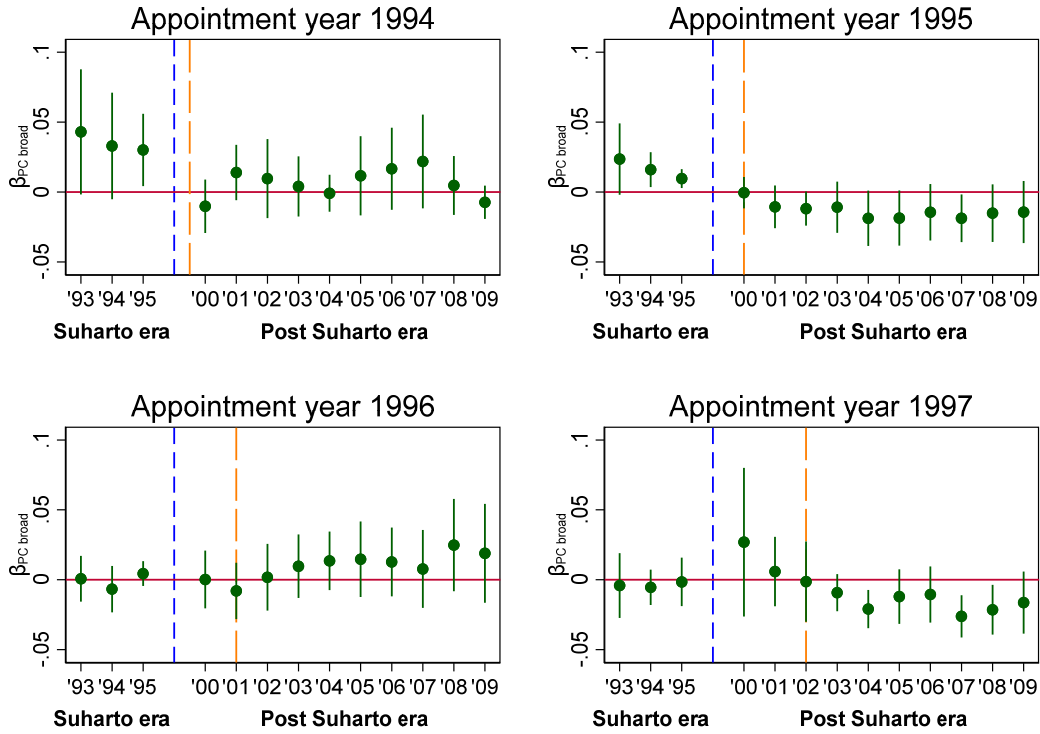 Appointment year 1994
.1
.05
0
-.05
βPC broad
'93 '94 '95 '00 '01 '02 '03 '04 '05 '06 '07 '08 '09
Suharto era Post Suharto era
Appointment year 1995
.1
.05
0
-.05
βPC broad
'93 '94 '95 '00 '01 '02 '03 '04 '05 '06 '07 '08 '09
Suharto era Post Suharto era
Appointment year 1996
.1
.05
0
-.05
βPC broad
'93 '94 '95 '00 '01 '02 '03 '04 '05 '06 '07 '08 '09
Suharto era Post Suharto era
Appointment year 1997
.1
.05
0
-.05
βPC broad
'93 '94 '95 '00 '01 '02 '03 '04 '05 '06 '07 '08 '09
Suharto era Post Suharto era